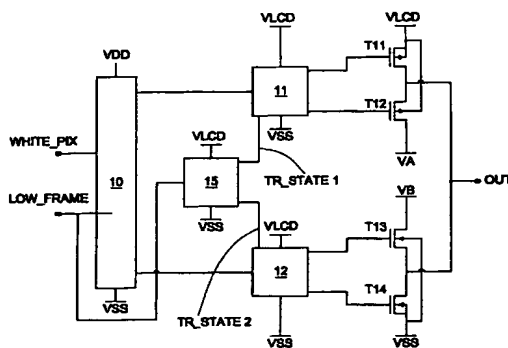 VLCD
VLCD
T11
VDD
11
T12
VLCD
VSS
WHITE_PIX
VA
10
15
TR_STATE 1
LOW_FRAME
VB
OUT
VSS
VLCD
T13
12
T14
VSS
TR_STATE 2
VSS
VSS